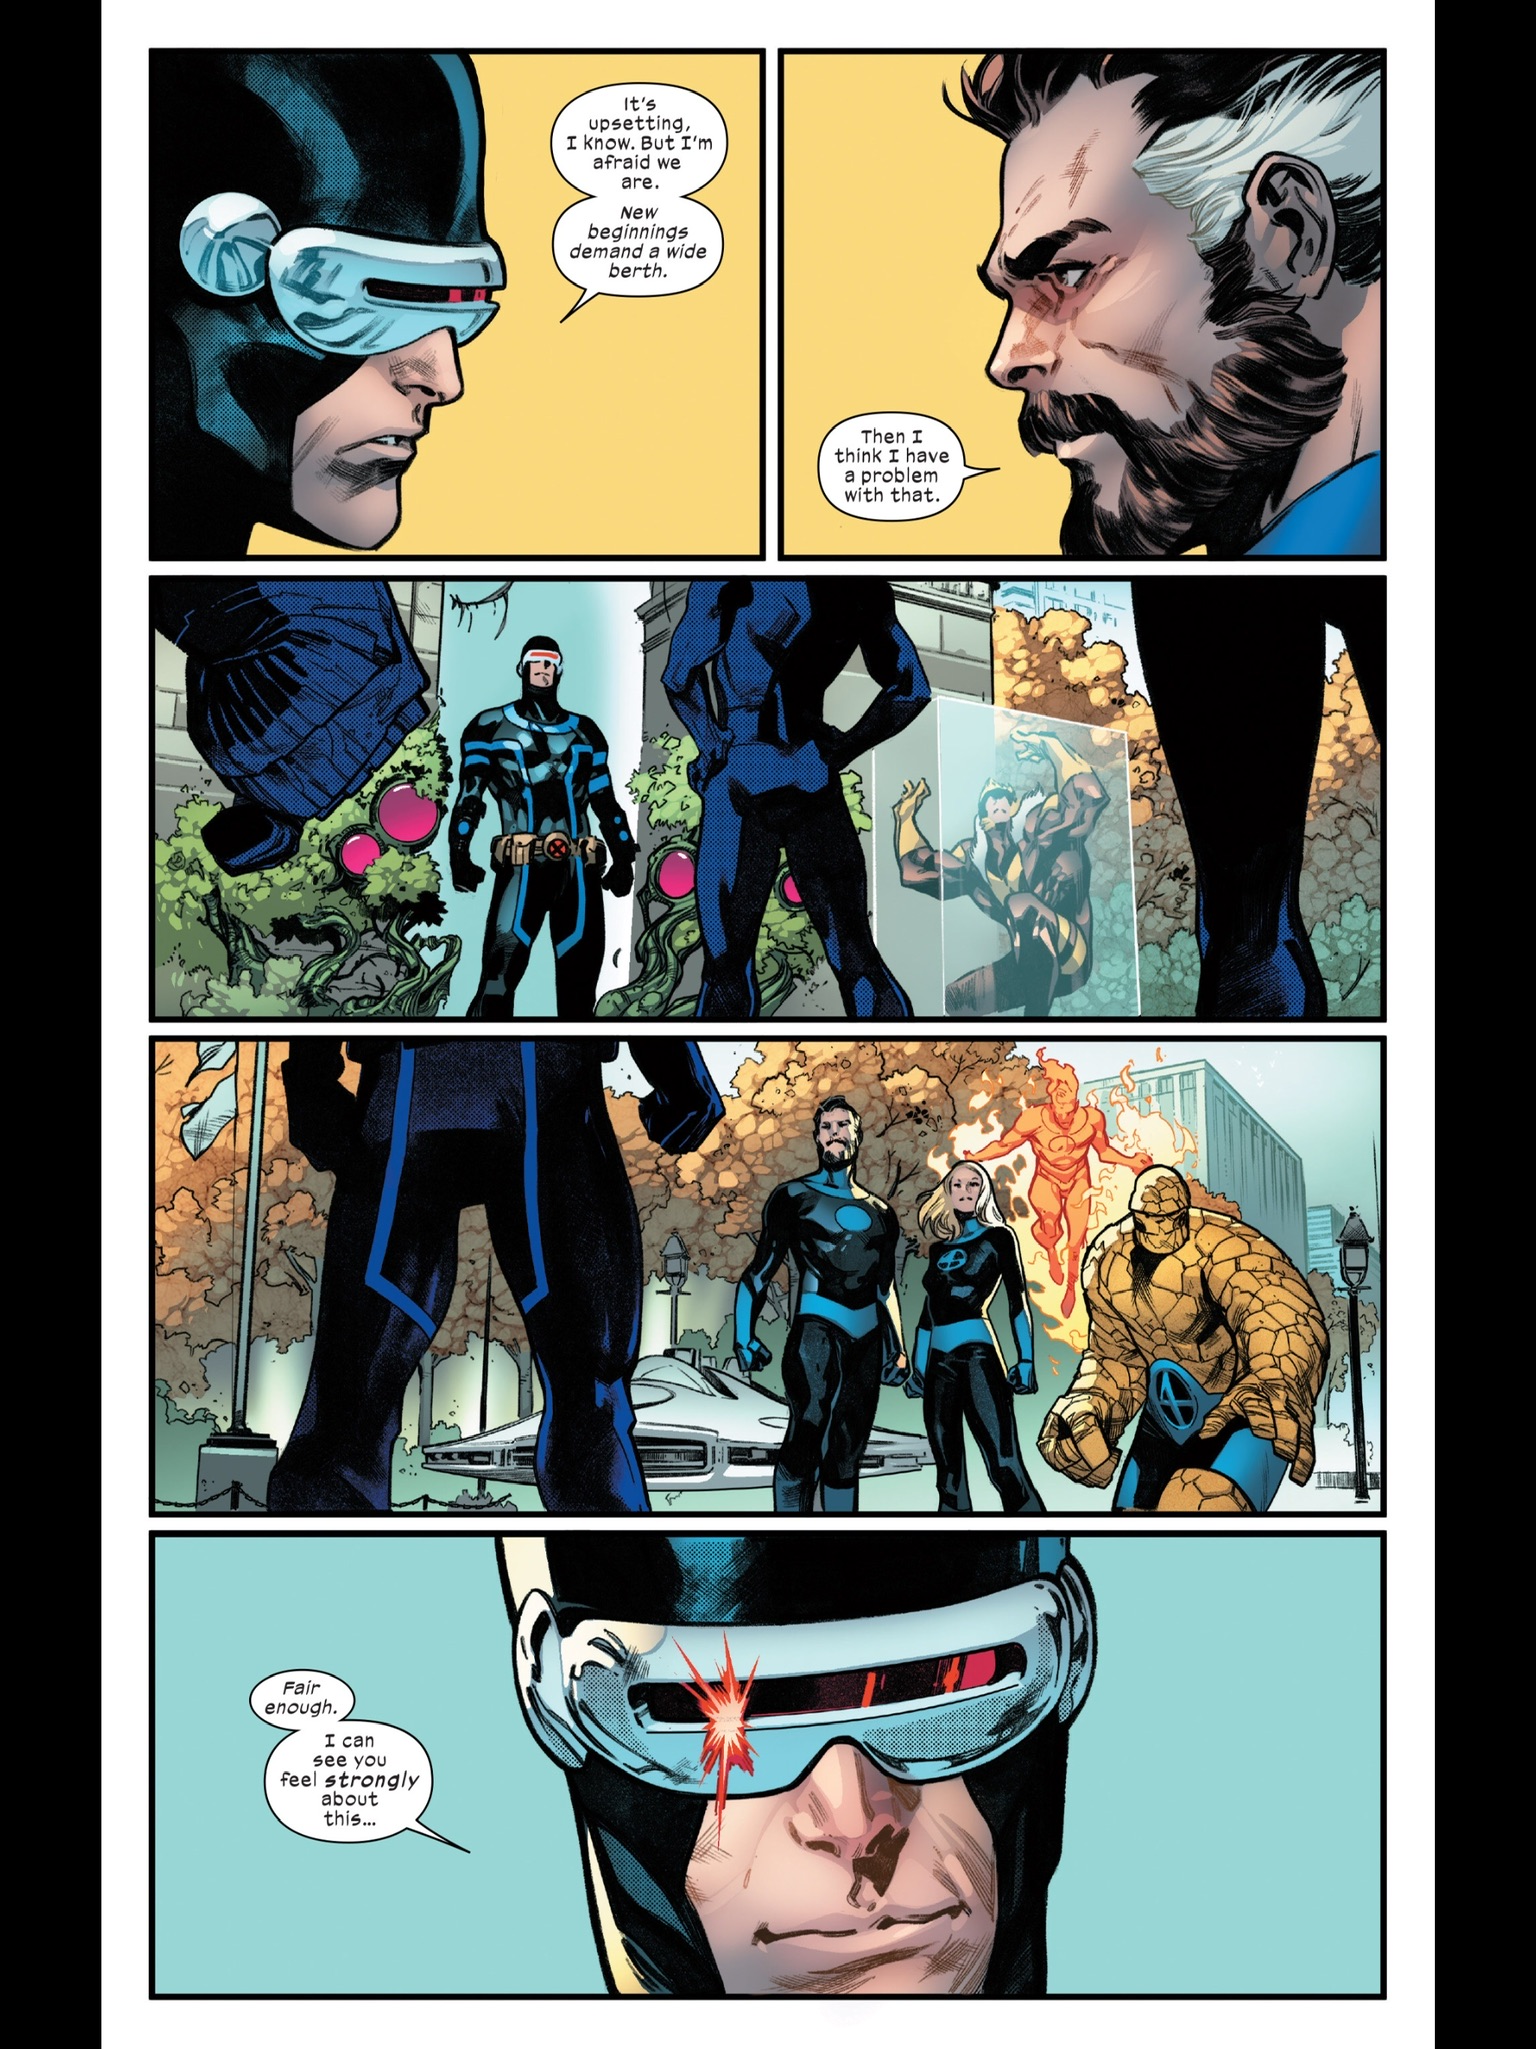 It's
upsetting,
I know. But I'm
afraid we
are.
New
beginnings
demand a wide
berth.
Then I
think I have
a problem
with that.
Fair
enough.
I can
see you
feel strongly
about
this...